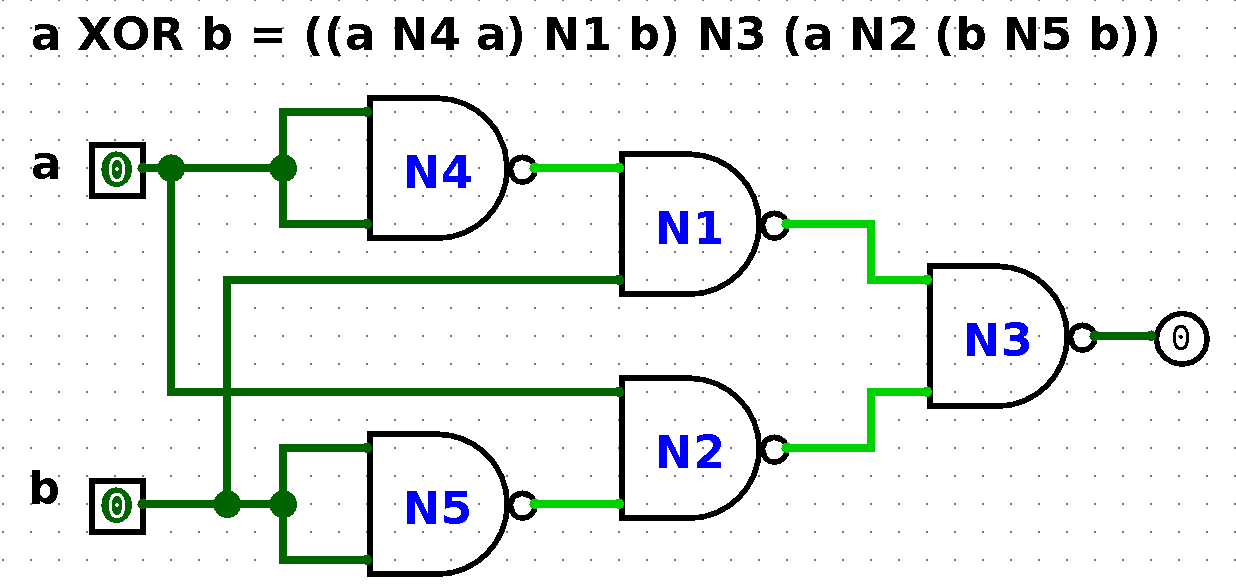 a XOR b = ((a N4 a) N1 b) N3 (a N2 (b N5 b))
a 0 N4
N1
N3 0
N2
b 0 N5